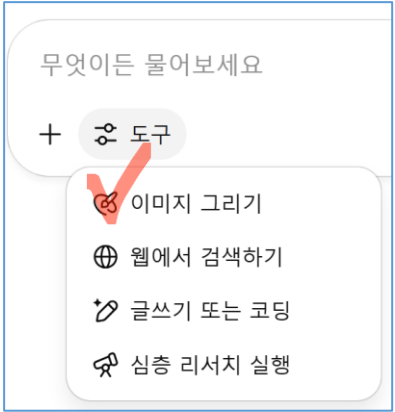 무엇이든 물어보세요
도구
이미지 그리기
웹에서 검색하기
글쓰기 또는 코딩
심층 리서치 실행